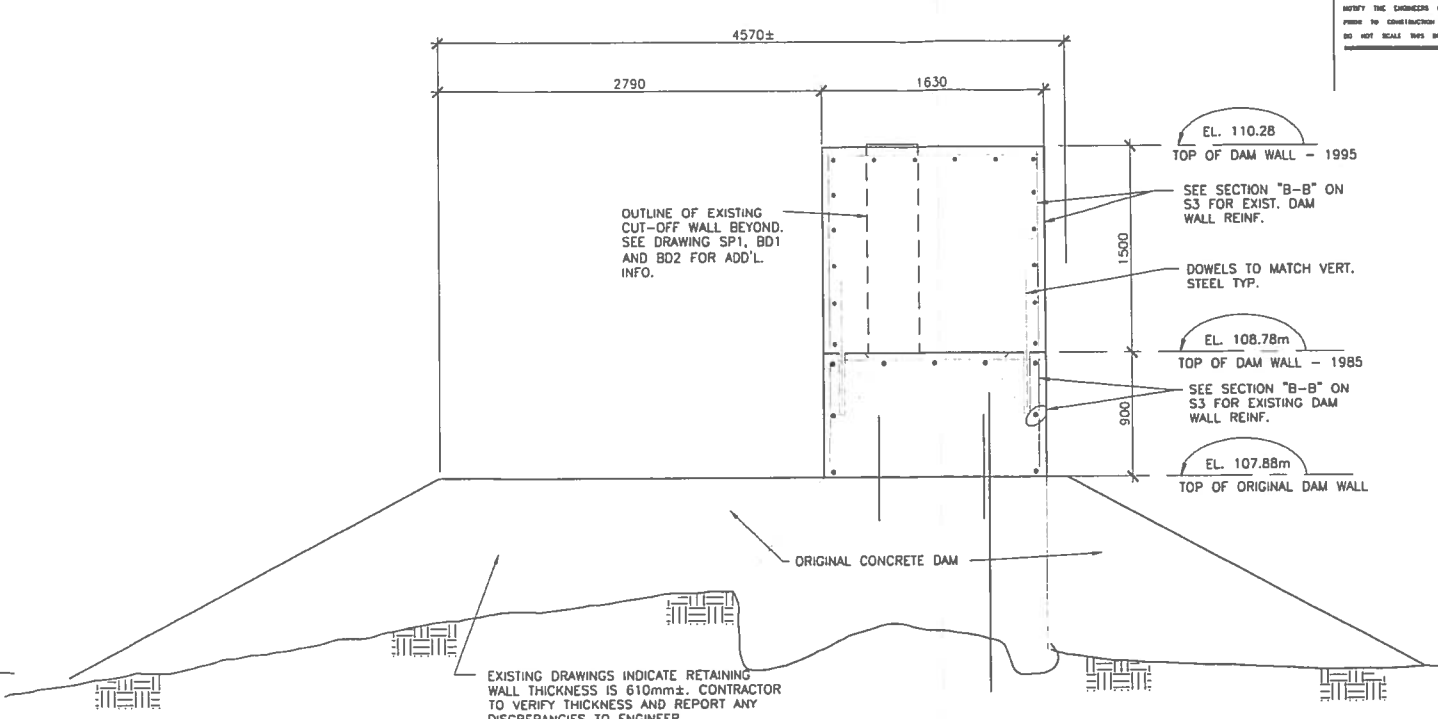 NOTIFY THE ENGINEERS
PRIOR TO CONSTRUCTION
DO NOT SCALE THIS
4570±
2790
1630
EL. 110.28
TOP OF DAM WALL - 1995
SEE SECTION "B-B" ON
S3 FOR EXIST. DAM
WALL REINF.
OUTLINE OF EXISTING
CUT-OFF WALL BEYOND.
SEE DRAWING SP1, BD1
AND BD2 FOR ADD'L.
INFO.
1500
DOWELS TO MATCH VERT.
STEEL TYP.
EL. 108.78m
TOP OF DAM WALL - 1985
SEE SECTION "B-B" ON
S3 FOR EXISTING DAM
WALL REINF.
900
EL. 107.88m
TOP OF ORIGINAL DAM WALL
ORIGINAL CONCRETE DAM
EXISTING DRAWINGS INDICATE RETAINING
WALL THICKNESS IS 610mm±. CONTRACTOR
TO VERIFY THICKNESS AND REPORT ANY
DISCREPANCIES TO ENGINEER